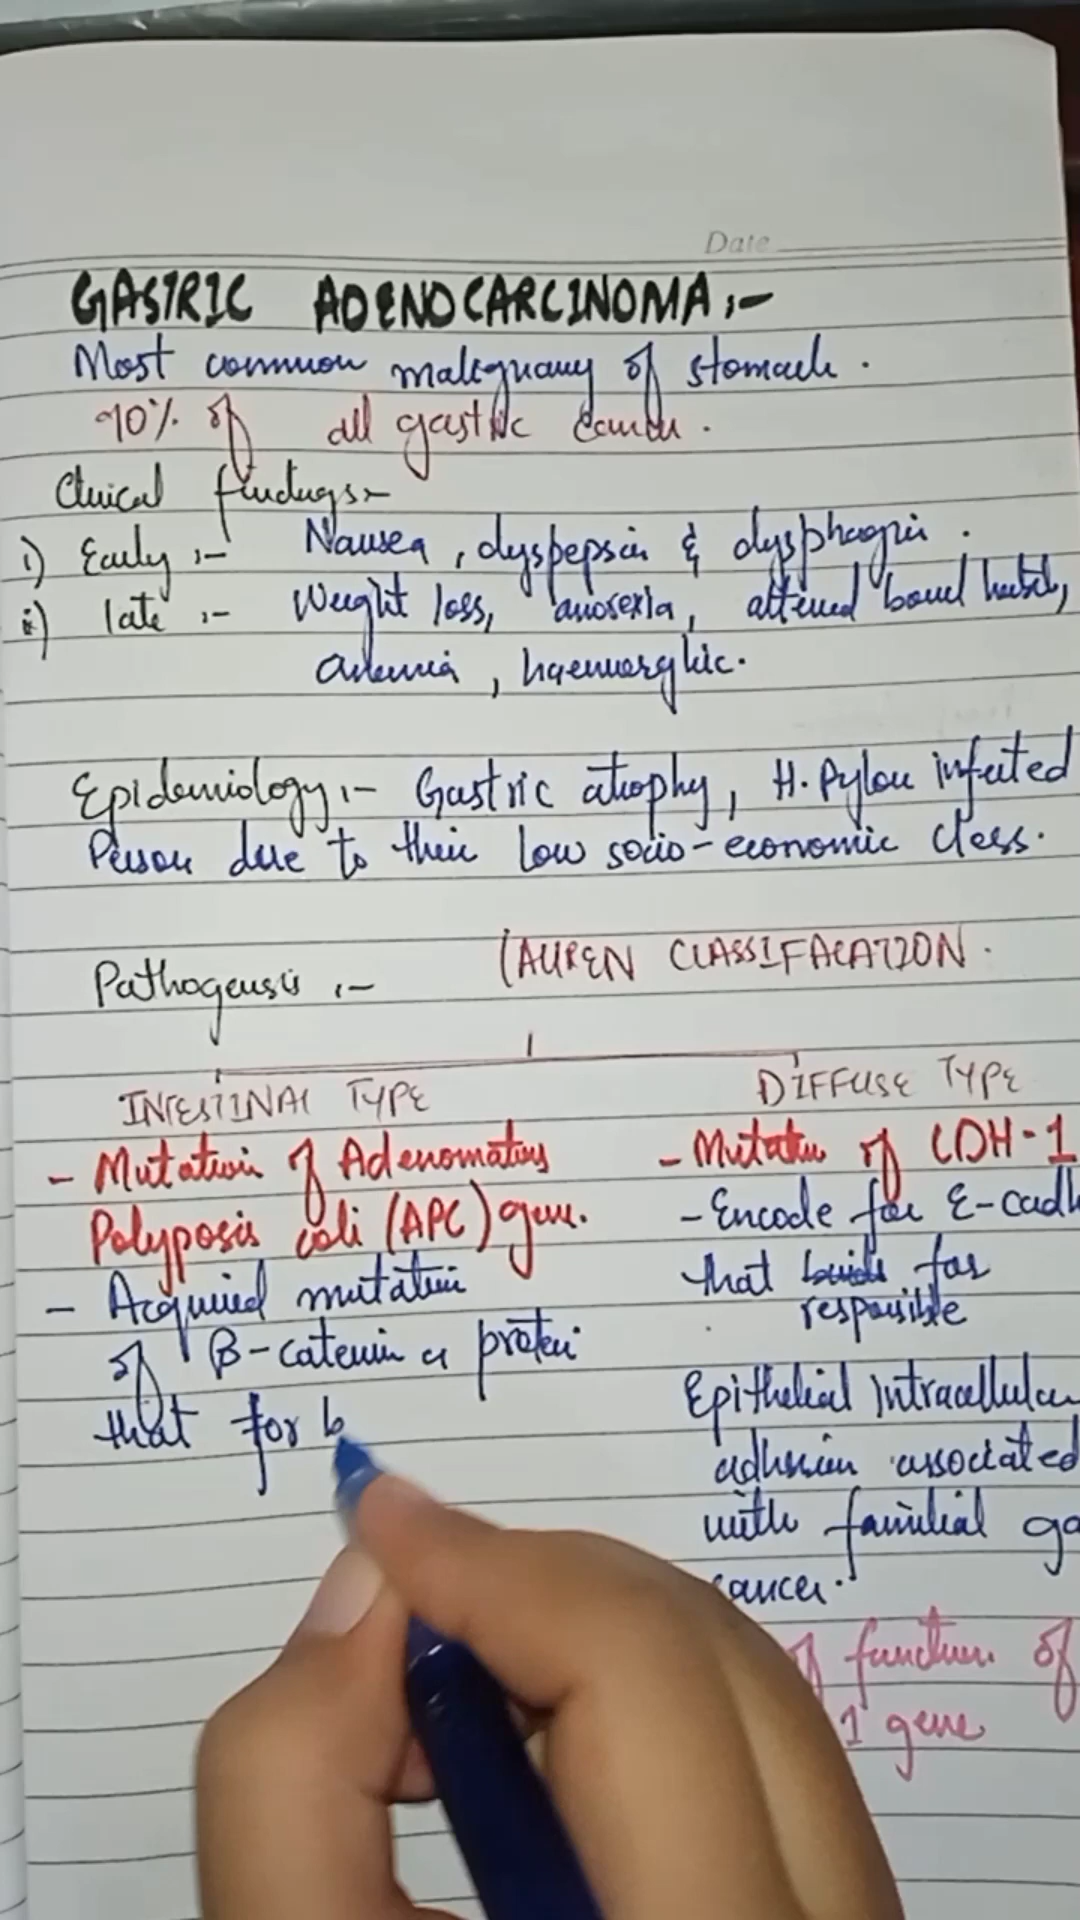 Date
GASTRIC ADENOCARCINOMA :-
Most common malignancy of stomach.
90% of all gastric cancer.
Clinical findings :-
i) Early :- Nausea, dyspepsia & dysphagia.
ii) late :- Weight loss, anorexia, altered bowel habits,
anemia, haemorrghic.
Epidemiology :- Gastric atrophy, H. Pylori infected
Person due to their low socio-economic class.
Pathogensis :- LAUREN CLASSIFACATION.
INTESTINAL TYPE
- Mutation of Adenomatous
Polyposis coli (APC) gene.
- Acquired mutation
of β-catenin a protein
that for b
DIFFUSE TYPE
- Mutation of CDH-1
- Encode for E-cadh
that for
responsible
Epithelial intracellular
adhesion associated
with familial ga
cancer.
of function of
1 gene